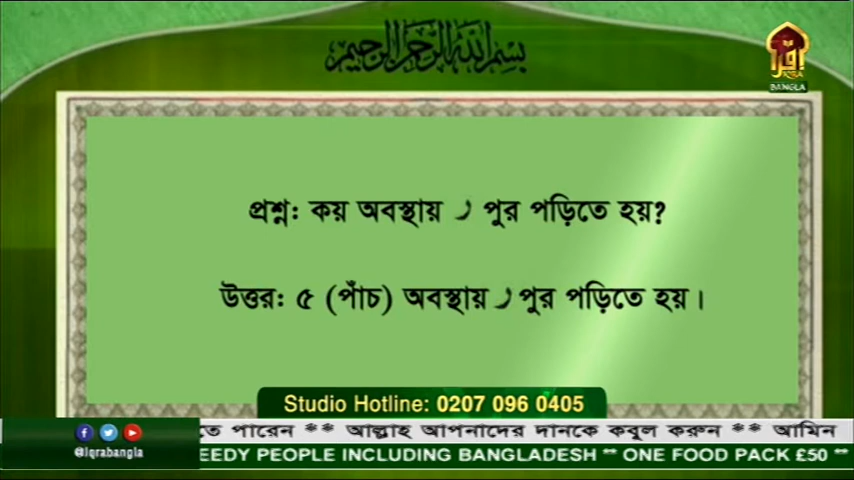 بسم الله الرحمن الرحيم
اقرأ
IQRA
BANGLA
প্রশ্ন: কয় অবস্থায় ر পুর পড়িতে হয়?
উত্তর: ৫ (পাঁচ) অবস্থায় ر পুর পড়িতে হয়।
Studio Hotline: 0207 096 0405
তে পারেন ** আল্লাহ আপনাদের দানকে কবুল করুন ** আমিন
@iqrabangla
EEDY PEOPLE INCLUDING BANGLADESH ** ONE FOOD PACK £50 **